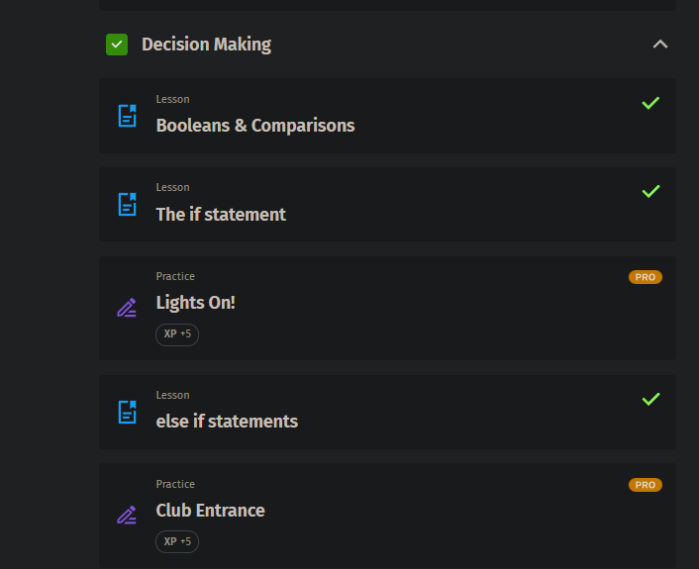 Decision Making
Lesson
Booleans & Comparisons
Lesson
The if statement
Practice
PRO
Lights On!
XP +5
Lesson
else if statements
Practice
PRO
Club Entrance
XP +5